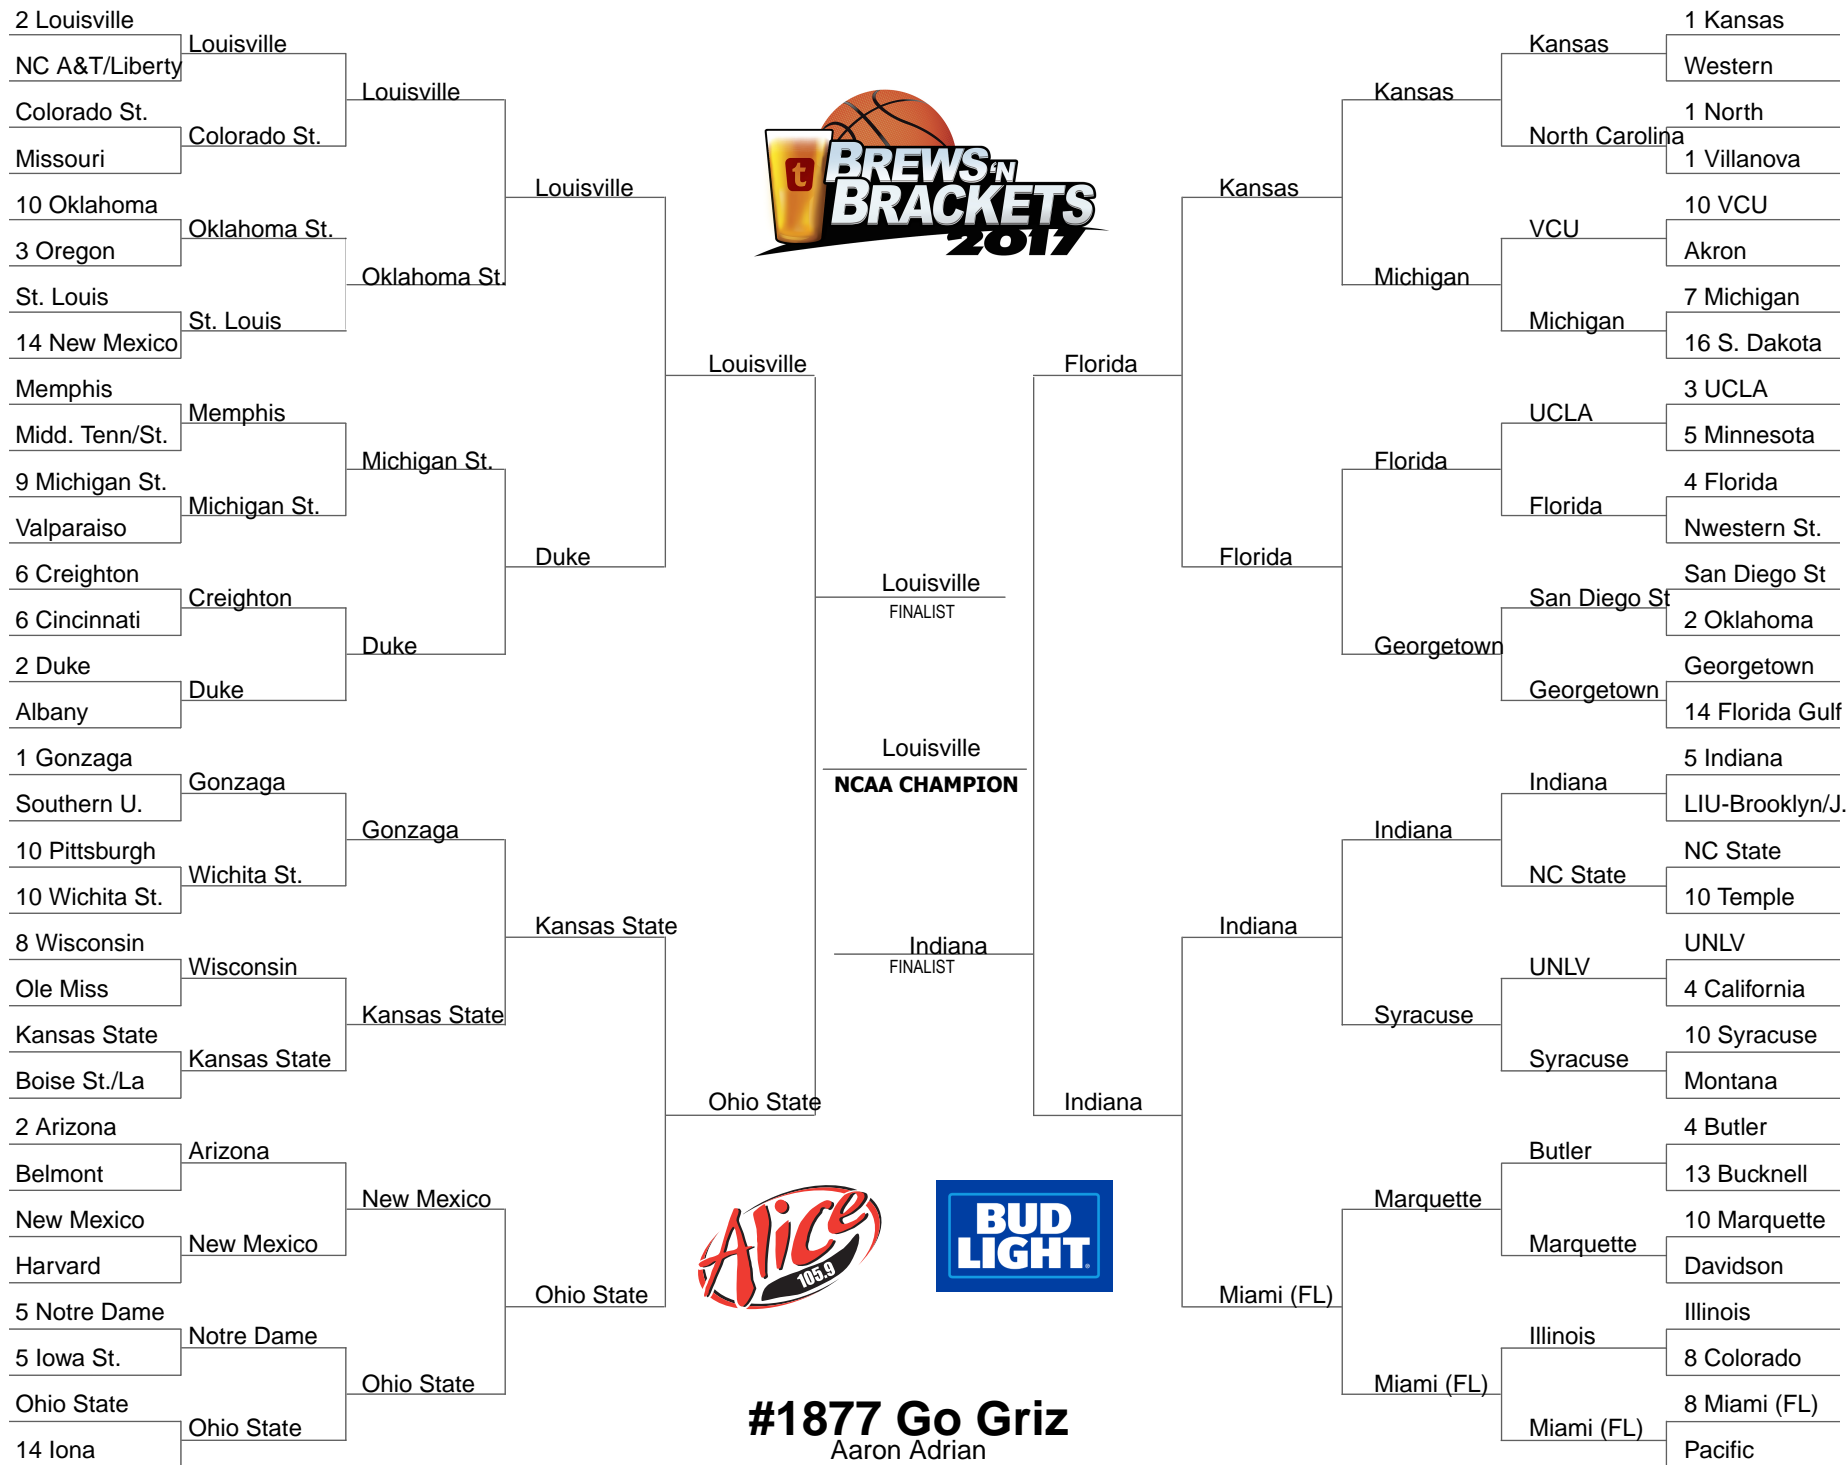 2 Louisville
NC A&T/Liberty
Colorado St.
Missouri
10 Oklahoma
3 Oregon
St. Louis
14 New Mexico
Memphis
Midd. Tenn/St.
9 Michigan St.
Valparaiso
6 Creighton
6 Cincinnati
2 Duke
Albany
1 Gonzaga
Southern U.
10 Pittsburgh
10 Wichita St.
8 Wisconsin
Ole Miss
Kansas State
Boise St./La
2 Arizona
Belmont
New Mexico
Harvard
5 Notre Dame
5 Iowa St.
Ohio State
14 Iona
Louisville
Colorado St.
Oklahoma St.
St. Louis
Memphis
Michigan St.
Creighton
Duke
Gonzaga
Wichita St.
Wisconsin
Kansas State
Arizona
New Mexico
Notre Dame
Ohio State
Louisville
Oklahoma St.
Michigan St.
Duke
Gonzaga
Kansas State
New Mexico
Ohio State
Louisville
Duke
Kansas State
Ohio State
Louisville
Ohio State
t
BREWS 'N
BRACKETS
2017
Louisville
FINALIST
Louisville
NCAA CHAMPION
Indiana
FINALIST
Alice
105.9
BUD
LIGHT
#1877 Go Griz
Aaron Adrian
Florida
Indiana
Kansas
Florida
Indiana
Miami (FL)
Kansas
Michigan
Florida
Georgetown
Indiana
Syracuse
Marquette
Miami (FL)
Kansas
North Carolina
VCU
Michigan
UCLA
Florida
San Diego St
Georgetown
Indiana
NC State
UNLV
Syracuse
Butler
Marquette
Illinois
Miami (FL)
1 Kansas
Western
1 North
1 Villanova
10 VCU
Akron
7 Michigan
16 S. Dakota
3 UCLA
5 Minnesota
4 Florida
Nwestern St.
San Diego St
2 Oklahoma
Georgetown
14 Florida Gulf
5 Indiana
LIU-Brooklyn/J.
NC State
10 Temple
UNLV
4 California
10 Syracuse
Montana
4 Butler
13 Bucknell
10 Marquette
Davidson
Illinois
8 Colorado
8 Miami (FL)
Pacific